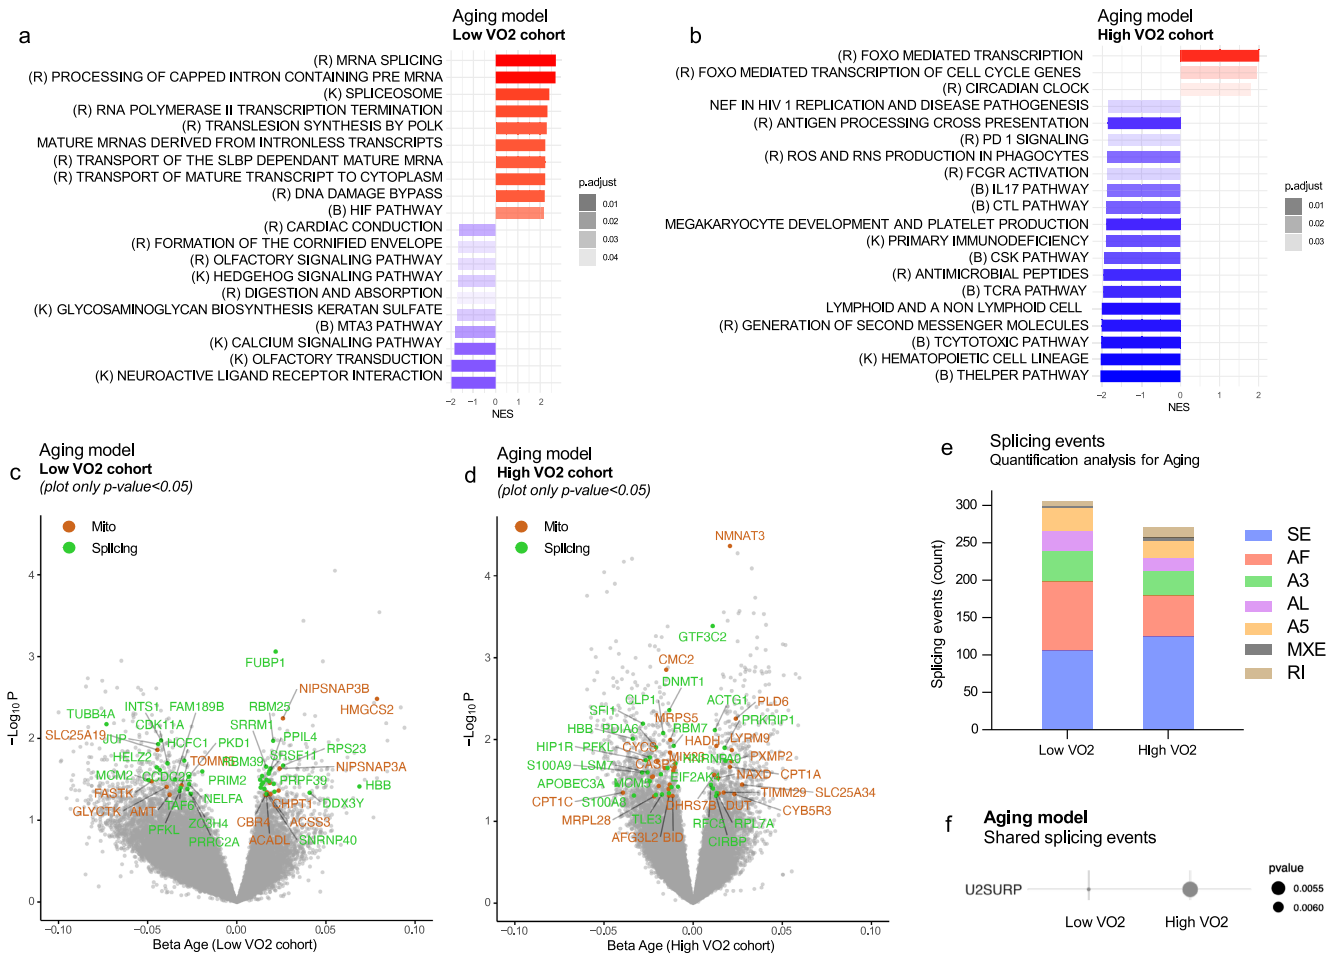 a
Aging model
Low VO2 cohort
(R) MRNA SPLICING
(R) PROCESSING OF CAPPED INTRON CONTAINING PRE MRNA
(K) SPLICEOSOME
(R) RNA POLYMERASE II TRANSCRIPTION TERMINATION
(R) TRANSLESION SYNTHESIS BY POLK
MATURE MRNAS DERIVED FROM INTRONLESS TRANSCRIPTS
(R) TRANSPORT OF THE SLBP DEPENDANT MATURE MRNA
(R) TRANSPORT OF MATURE TRANSCRIPT TO CYTOPLASM
(R) DNA DAMAGE BYPASS
(B) HIF PATHWAY
(R) CARDIAC CONDUCTION
(R) FORMATION OF THE CORNIFIED ENVELOPE
(R) OLFACTORY SIGNALING PATHWAY
(K) HEDGEHOG SIGNALING PATHWAY
(R) DIGESTION AND ABSORPTION
(K) GLYCOSAMINOGLYCAN BIOSYNTHESIS KERATAN SULFATE
(B) MTA3 PATHWAY
(K) CALCIUM SIGNALING PATHWAY
(K) OLFACTORY TRANSDUCTION
(K) NEUROACTIVE LIGAND RECEPTOR INTERACTION
−2 −1 0 1 2
NES
p.adjust
0.01
0.02
0.03
0.04
b
Aging model
High VO2 cohort
(R) FOXO MEDIATED TRANSCRIPTION
(R) FOXO MEDIATED TRANSCRIPTION OF CELL CYCLE GENES
(R) CIRCADIAN CLOCK
NEF IN HIV 1 REPLICATION AND DISEASE PATHOGENESIS
(R) ANTIGEN PROCESSING CROSS PRESENTATION
(R) PD 1 SIGNALING
(R) ROS AND RNS PRODUCTION IN PHAGOCYTES
(R) FCGR ACTIVATION
(B) IL17 PATHWAY
(B) CTL PATHWAY
MEGAKARYOCYTE DEVELOPMENT AND PLATELET PRODUCTION
(K) PRIMARY IMMUNODEFICIENCY
(B) CSK PATHWAY
(R) ANTIMICROBIAL PEPTIDES
(B) TCRA PATHWAY
LYMPHOID AND A NON LYMPHOID CELL
(R) GENERATION OF SECOND MESSENGER MOLECULES
(B) TCYTOTOXIC PATHWAY
(K) HEMATOPOIETIC CELL LINEAGE
(B) THELPER PATHWAY
−2 −1 0 1 2
NES
p.adjust
0.01
0.02
0.03
c
Aging model
Low VO2 cohort
(plot only p-value<0.05)
Mito
Splicing
−Log10 P
4
3
2
1
0
FUBP1
NIPSNAP3B
HMGCS2
INTS1
FAM189B
RBM25
TUBB4A
CDK11A
SRRM1
PPIL4
SLC25A19
JUP
HCFC1
PKD1
SRSF11
RPS23
HELZ2
TOMM6
RBM39
NIPSNAP3A
MCM2
CCDC22
PRIM2
PRPF39
HBB
FASTK
NELFA
DDX3Y
GLYCTK
AMT
TAF6
CHPT1
PFKL
ZC3H4
CBR4
ACSS3
PRRC2A
ACADL
SNRNP40
−0.10 −0.05 0.00 0.05 0.10
Beta Age (Low VO2 cohort)
d
Aging model
High VO2 cohort
(plot only p-value<0.05)
Mito
Splicing
−Log10 P
4
3
2
1
0
NMNAT3
GTF3C2
CMC2
DNMT1
CLP1
ACTG1
PLD6
SFI1
MRPS5
PRKRIP1
HBB
PDIA6
RBM7
LYRM9
HIP1R
PFKL
CYCS
HADH
PXMP2
S100A9
LSM7
CASP
CPT1A
APOBEC3A
MCM3
EIF2AK4
NAXD
SLC25A34
CPT1C
S100A8
DHRS7B
DUT
TIMM29
CYB5R3
MRPL28
TLE3
RFC5
RPL7A
AFG3L2
BID
CIRBP
−0.10 −0.05 0.00 0.05
Beta Age (High VO2 cohort)
e
Splicing events
Quantification analysis for Aging
Splicing events (count)
300
250
200
150
100
50
0
Low VO2
HIgh VO2
SE
AF
A3
AL
A5
MXE
RI
f
Aging model
Shared splicing events
U2SURP
Low VO2
High VO2
pvalue
0.0055
0.0060